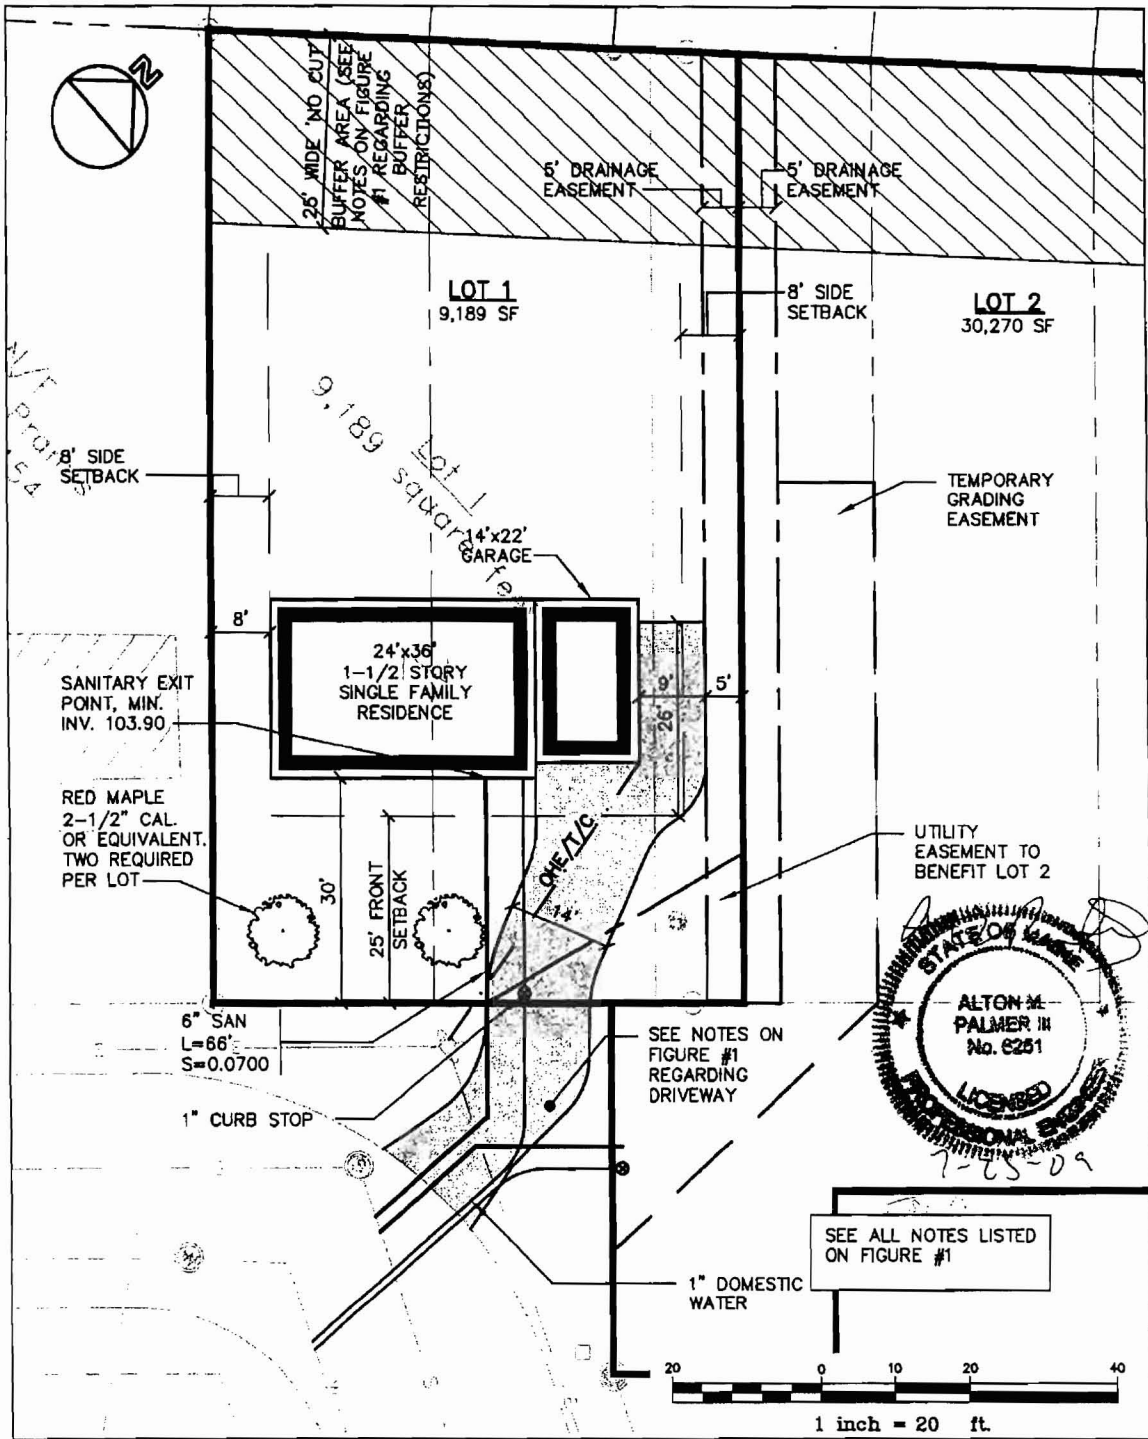 N
25' WIDE 'NO CUT
BUFFER AREA (SEE
NOTES ON FIGURE
#1 REGARDING
BUFFER
RESTRICTIONS)
5' DRAINAGE
EASEMENT
5' DRAINAGE
EASEMENT
LOT 1
9,189 SF
8' SIDE
SETBACK
LOT 2
30,270 SF
N/F
54
8' SIDE
SETBACK
Lot 1
9,189 square fe
TEMPORARY
GRADING
EASEMENT
14'x22'
GARAGE
8'
24'x36'
1-1/2 STORY
SINGLE FAMILY
RESIDENCE
9'
5'
26'
SANITARY EXIT
POINT, MIN.
INV. 103.90
RED MAPLE
2-1/2" CAL.
OR EQUIVALENT.
TWO REQUIRED
PER LOT
OHE/T/C
UTILITY
EASEMENT TO
BENEFIT LOT 2
30'
25' FRONT
SETBACK
14'
STATE OF MAINE
ALTON M.
PALMER III
No. 6251
LICENSED
PROFESSIONAL ENGINEER
7-25-09
6" SAN
L=66'
S=0.0700
SEE NOTES ON
FIGURE #1
REGARDING
DRIVEWAY
1" CURB STOP
SEE ALL NOTES LISTED
ON FIGURE #1
1" DOMESTIC
WATER
20 0 10 20 40
1 inch = 20 ft.